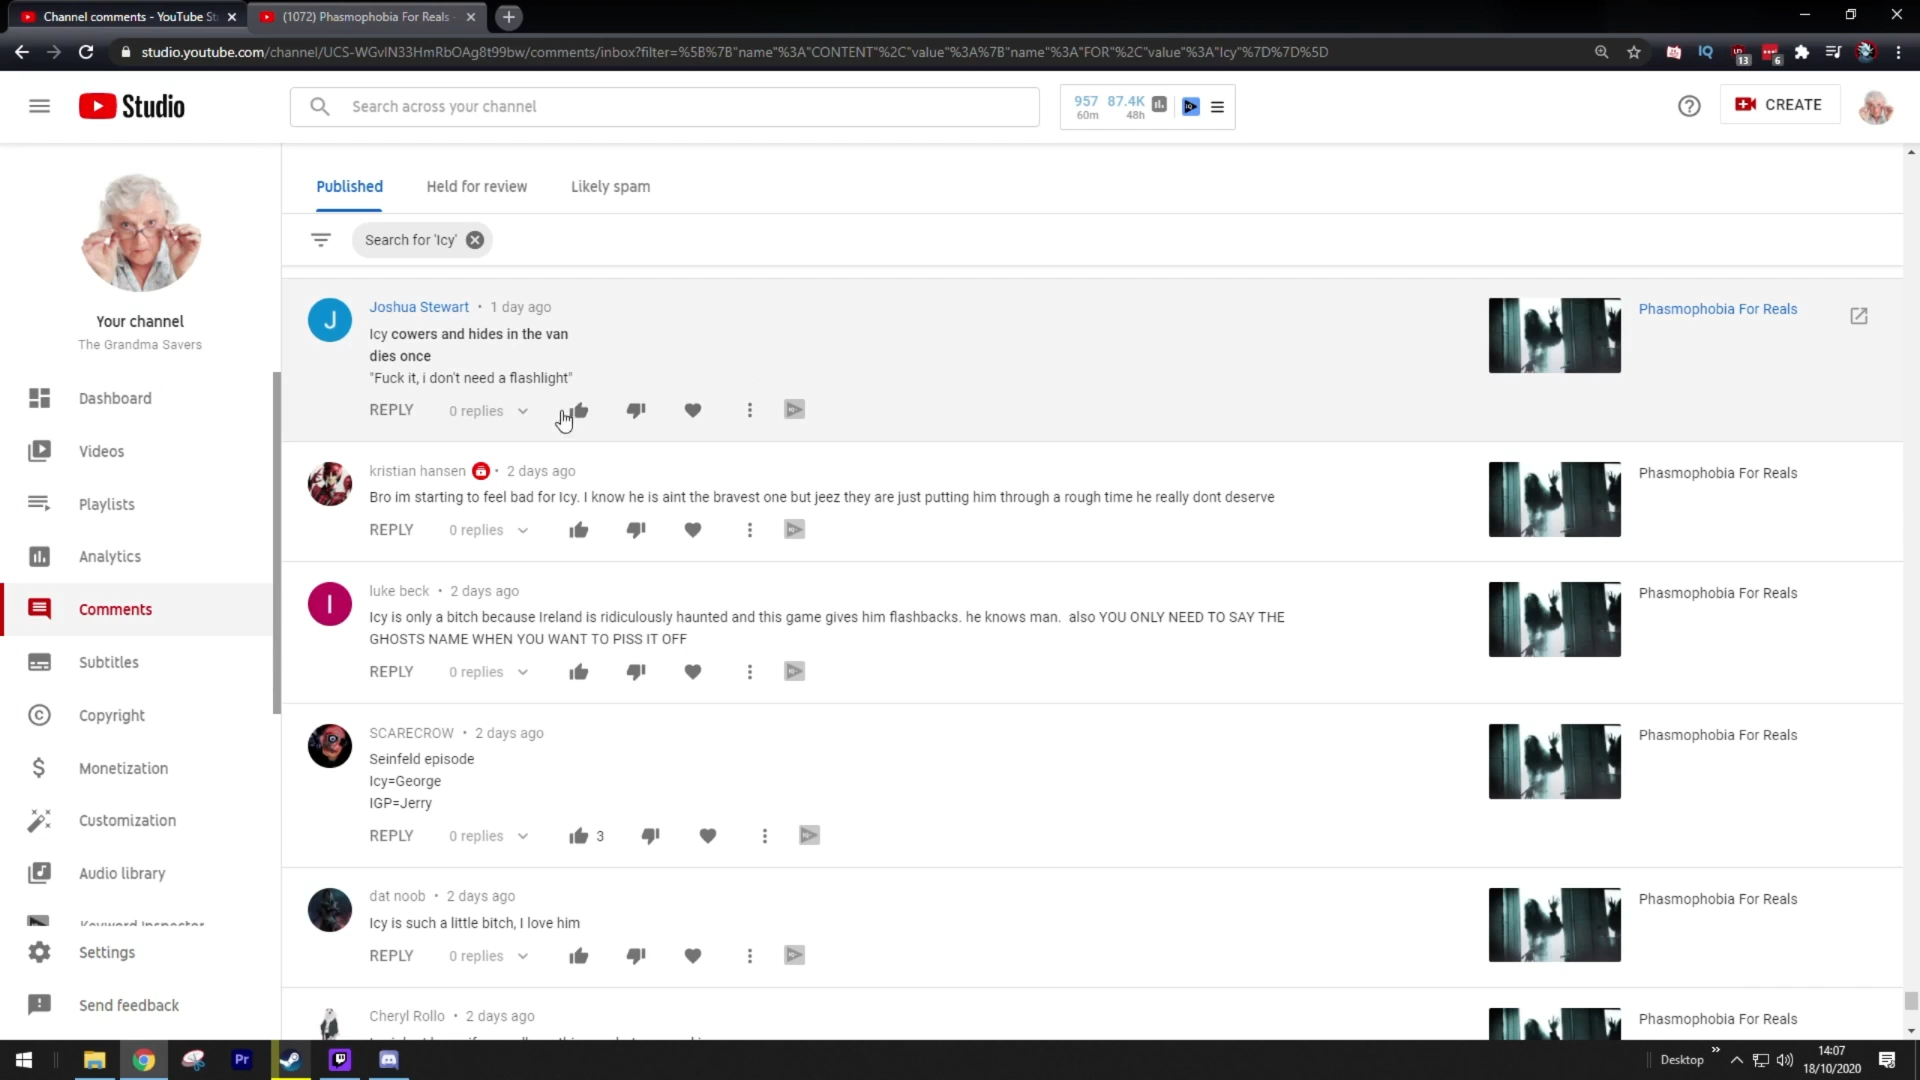 Channel comments - YouTube St
(1072) Phasmophobia For Reals -
studio.youtube.com/channel/UCS-WGvlN33HmRbOAg8t99bw/comments/inbox?filter=%5B%7B"name"%3A"CONTENT"%2C"value"%3A%7B"name"%3A"FOR"%2C"value"%3A"Icy"%7D%7D%5D
IQ
13
6
Studio
Search across your channel
957 87.4K
60m 48h
CREATE
Your channel
The Grandma Savers
Dashboard
Videos
Playlists
Analytics
Comments
Subtitles
Copyright
Monetization
Customization
Audio library
Keyword Inspector
Settings
Send feedback
Published
Held for review
Likely spam
Search for 'Icy'
J
Joshua Stewart • 1 day ago
Icy cowers and hides in the van
dies once
"Fuck it, i don't need a flashlight"
REPLY 0 replies
Phasmophobia For Reals
kristian hansen • 2 days ago
Bro im starting to feel bad for Icy. I know he is aint the bravest one but jeez they are just putting him through a rough time he really dont deserve
REPLY 0 replies
Phasmophobia For Reals
l
luke beck • 2 days ago
Icy is only a bitch because Ireland is ridiculously haunted and this game gives him flashbacks. he knows man. also YOU ONLY NEED TO SAY THE
GHOSTS NAME WHEN YOU WANT TO PISS IT OFF
REPLY 0 replies
Phasmophobia For Reals
SCARECROW • 2 days ago
Seinfeld episode
Icy=George
IGP=Jerry
REPLY 0 replies 3
Phasmophobia For Reals
dat noob • 2 days ago
Icy is such a little bitch, I love him
REPLY 0 replies
Phasmophobia For Reals
Cheryl Rollo • 2 days ago
Phasmophobia For Reals
Pr
Desktop
14:07
18/10/2020